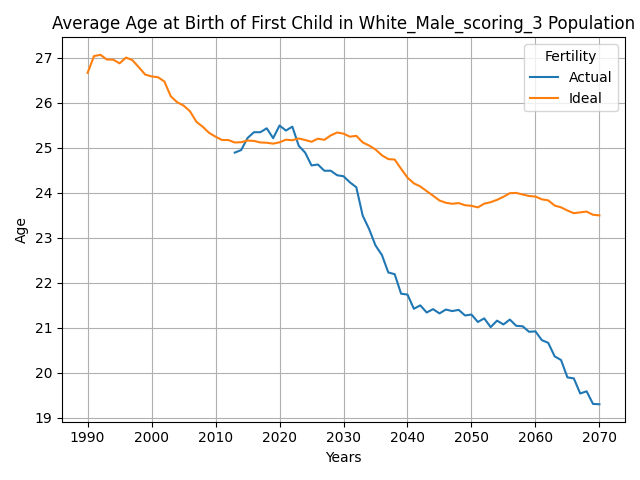 Average Age at Birth of First Child in White_Male_scoring_3 Population
Fertility
Actual
Ideal
Age
27
26
25
24
23
22
21
20
19
1990 2000 2010 2020 2030 2040 2050 2060 2070
Years